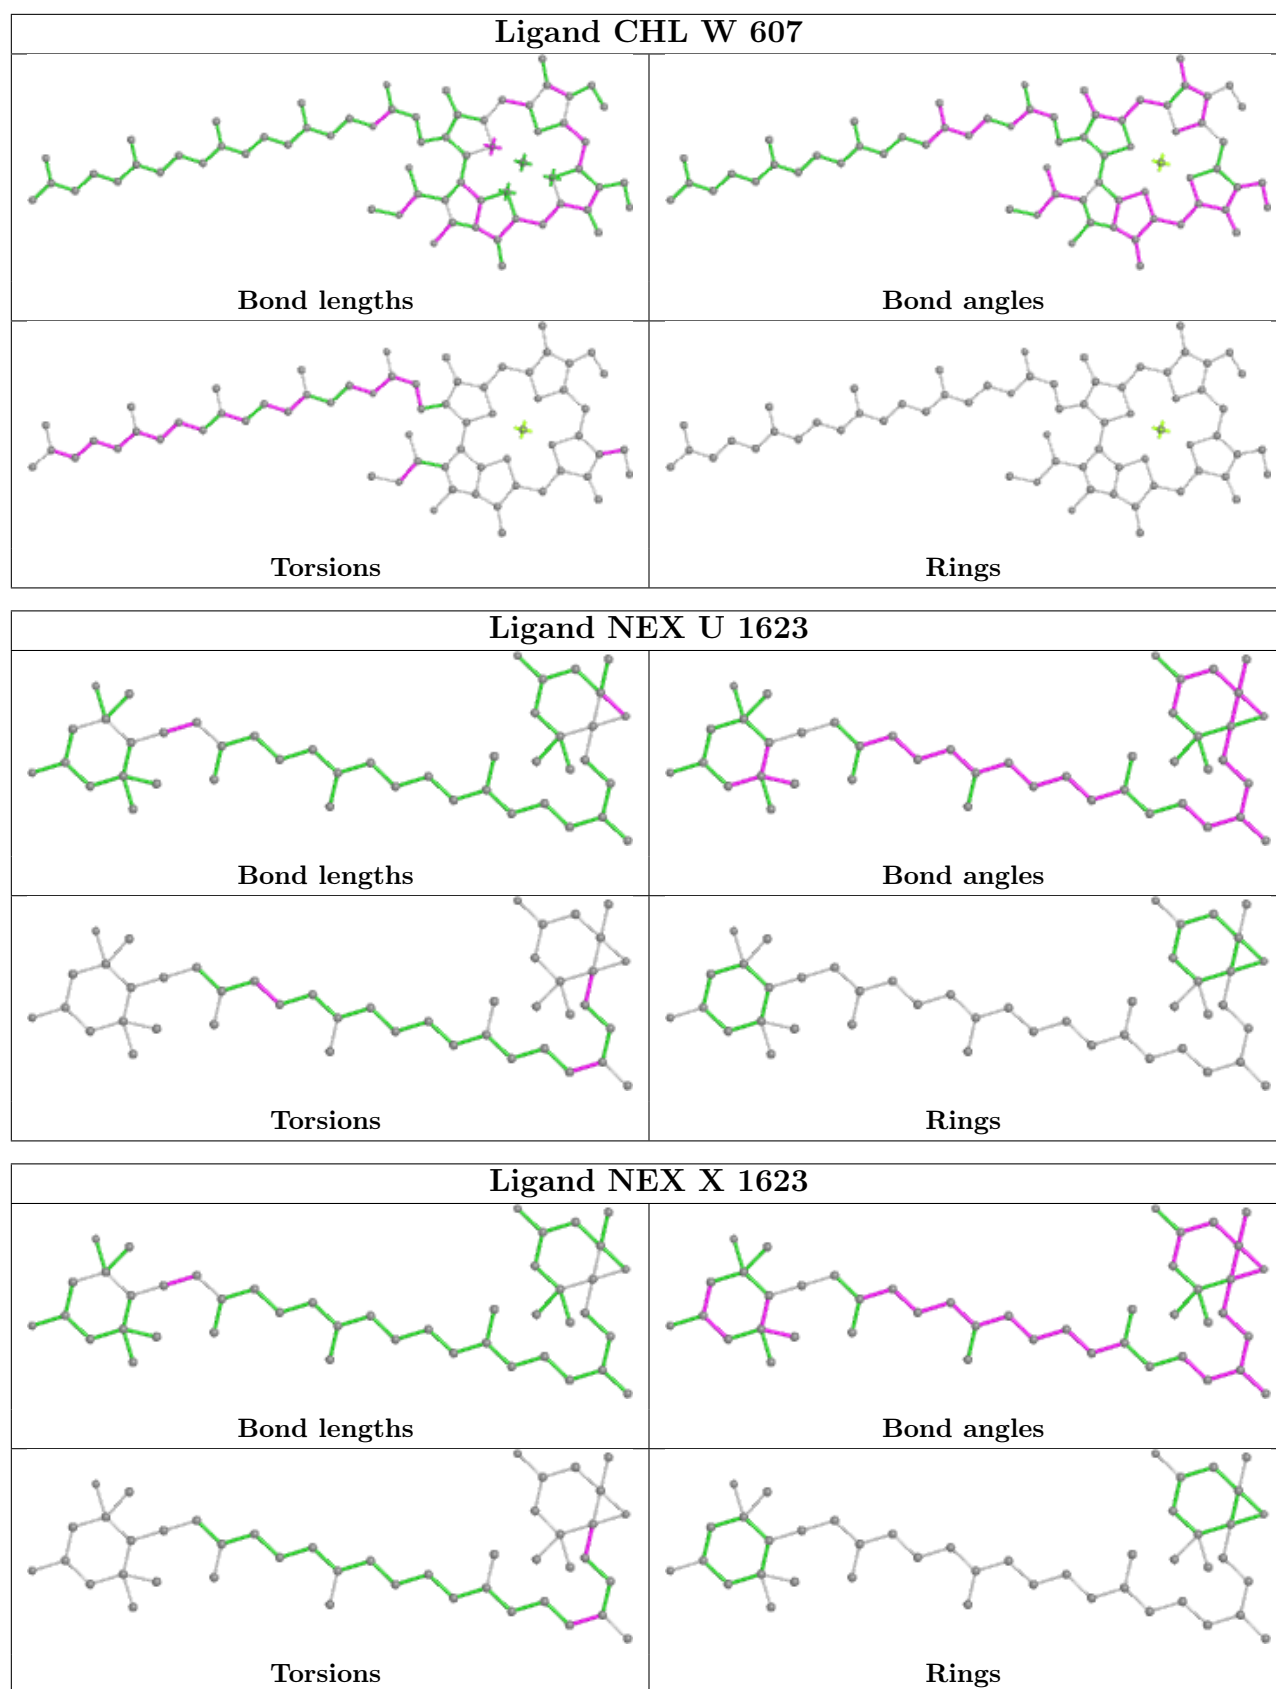 Ligand CHL W 607
Bond lengths
Bond angles
Torsions
Rings
Ligand NEX U 1623
Bond lengths
Bond angles
Torsions
Rings
Ligand NEX X 1623
Bond lengths
Bond angles
Torsions
Rings